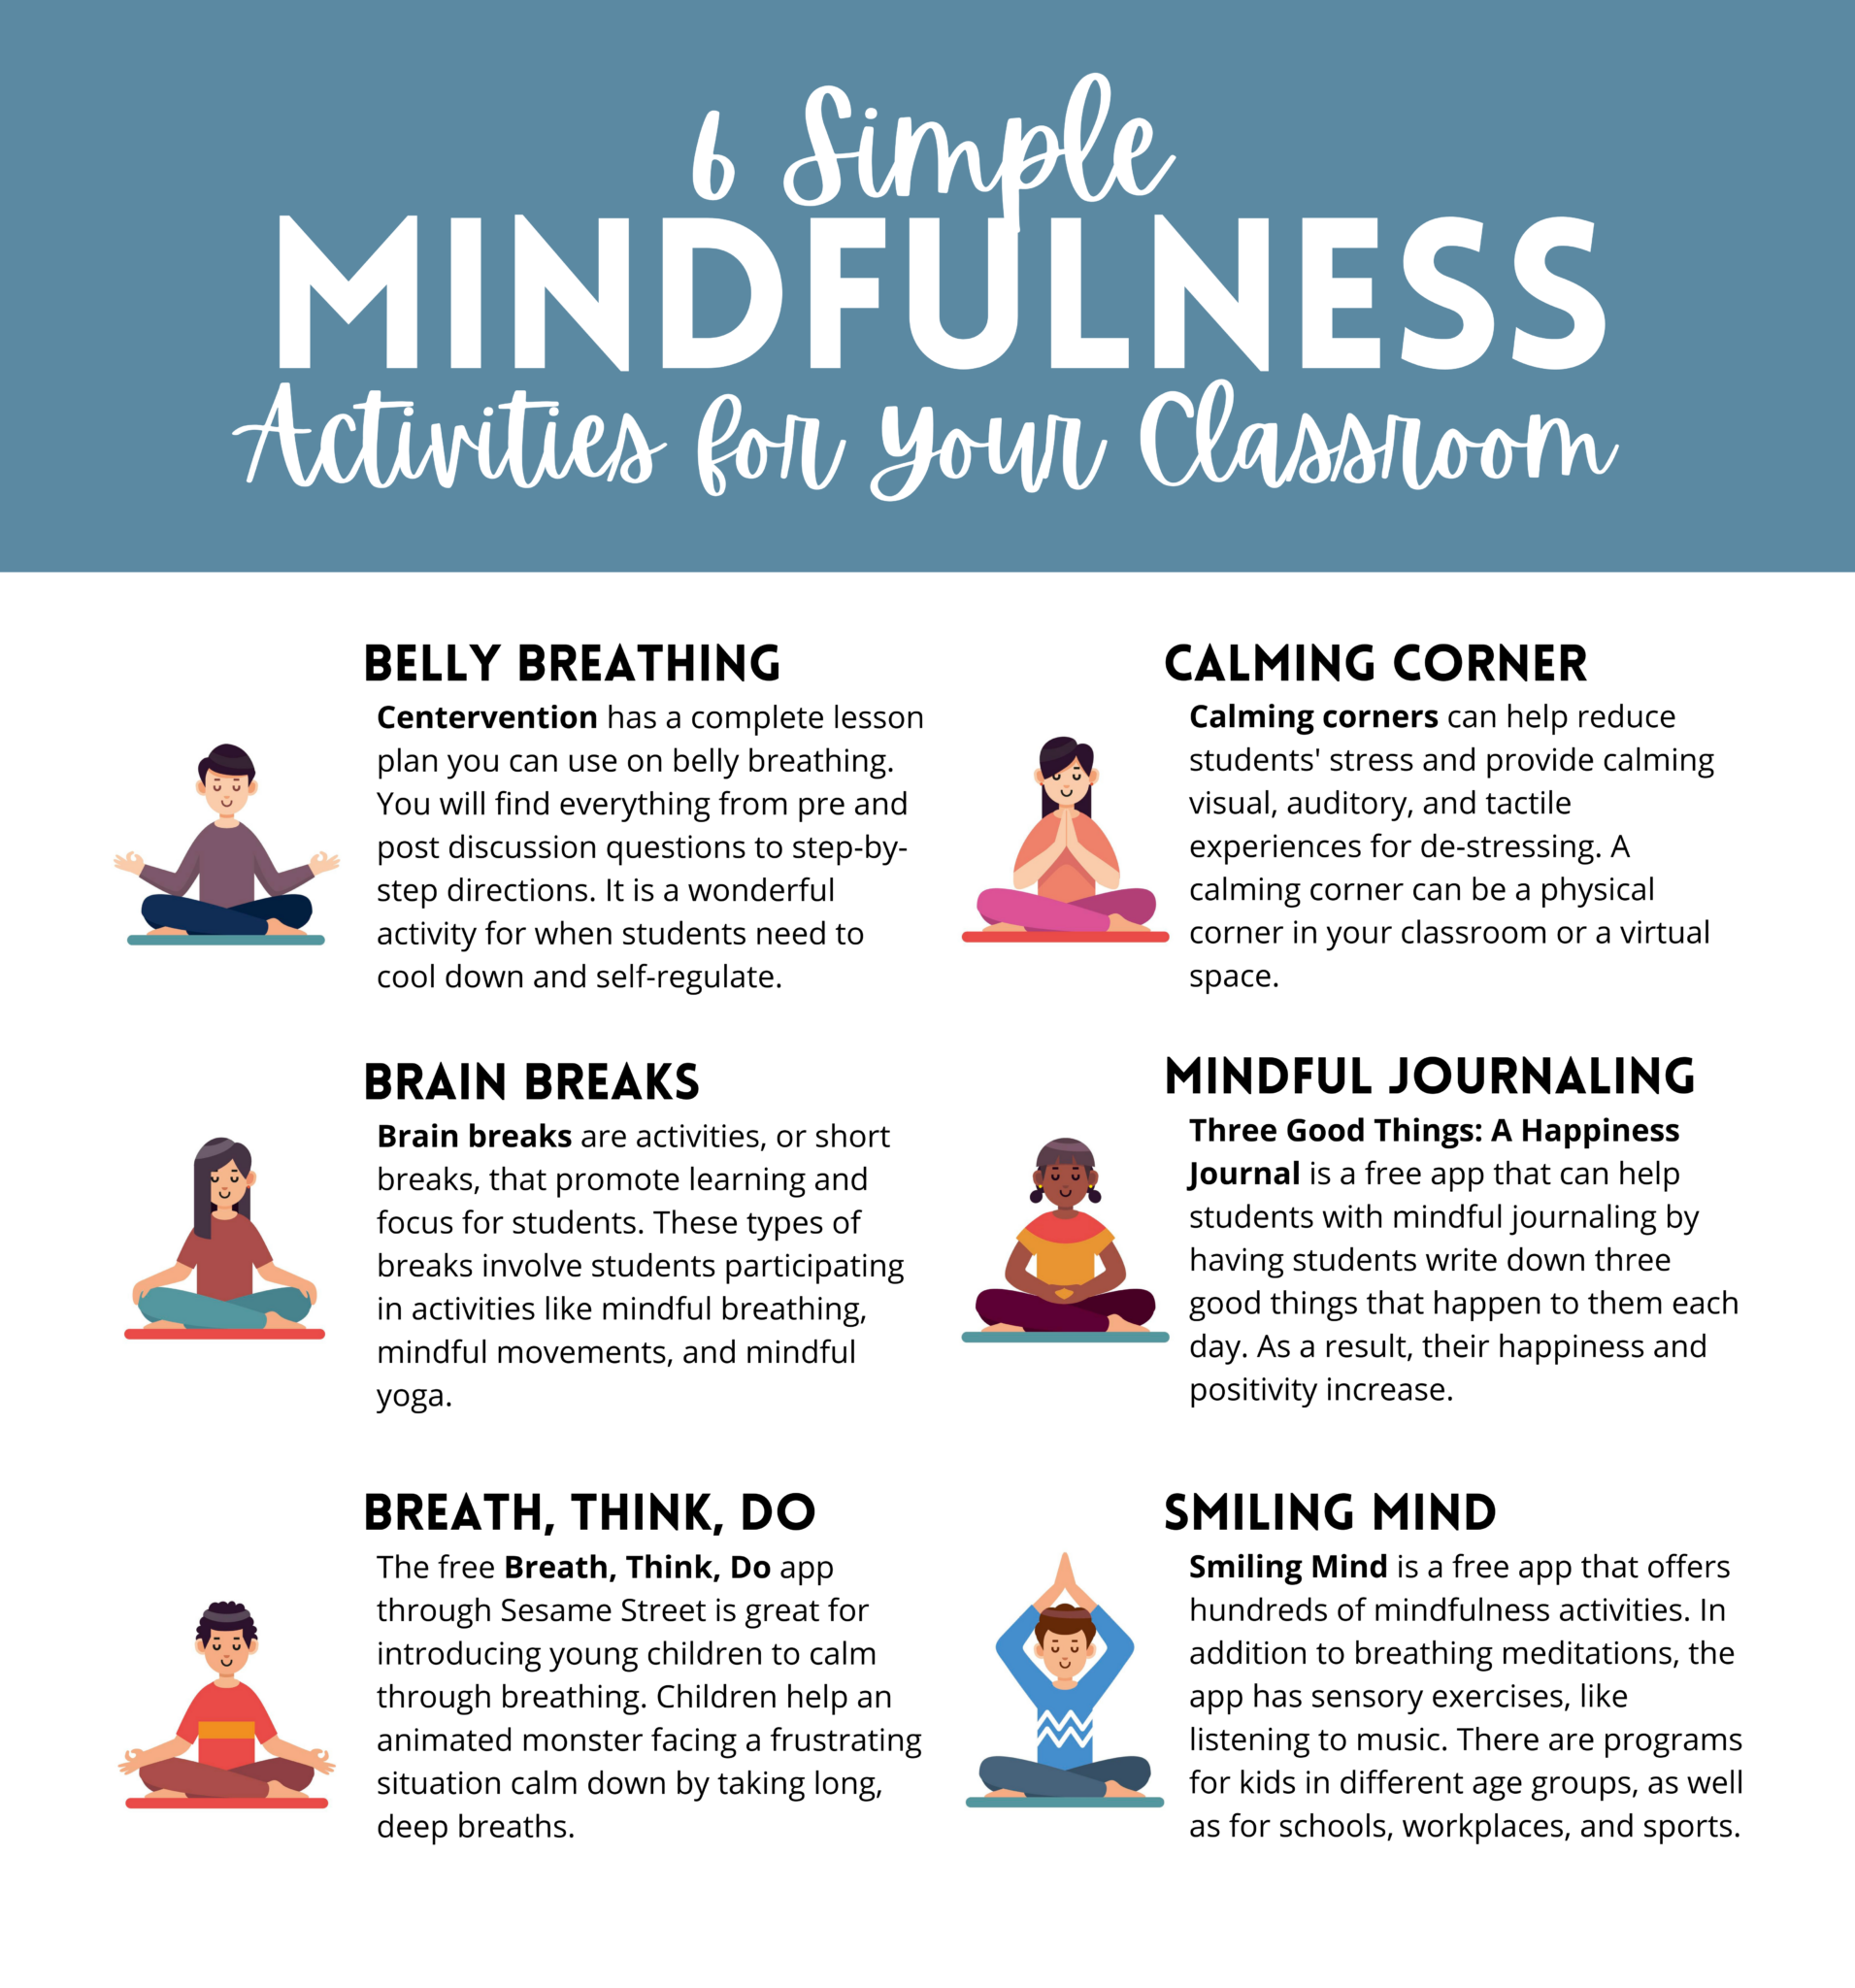 6 Simple
MINDFULNESS
Activities for your Classroom
BELLY BREATHING
Centervention has a complete lesson
plan you can use on belly breathing.
You will find everything from pre and
post discussion questions to step-by-
step directions. It is a wonderful
activity for when students need to
cool down and self-regulate.
CALMING CORNER
Calming corners can help reduce
students' stress and provide calming
visual, auditory, and tactile
experiences for de-stressing. A
calming corner can be a physical
corner in your classroom or a virtual
space.
BRAIN BREAKS
Brain breaks are activities, or short
breaks, that promote learning and
focus for students. These types of
breaks involve students participating
in activities like mindful breathing,
mindful movements, and mindful
yoga.
MINDFUL JOURNALING
Three Good Things: A Happiness
Journal is a free app that can help
students with mindful journaling by
having students write down three
good things that happen to them each
day. As a result, their happiness and
positivity increase.
BREATH, THINK, DO
The free Breath, Think, Do app
through Sesame Street is great for
introducing young children to calm
through breathing. Children help an
animated monster facing a frustrating
situation calm down by taking long,
deep breaths.
SMILING MIND
Smiling Mind is a free app that offers
hundreds of mindfulness activities. In
addition to breathing meditations, the
app has sensory exercises, like
listening to music. There are programs
for kids in different age groups, as well
as for schools, workplaces, and sports.